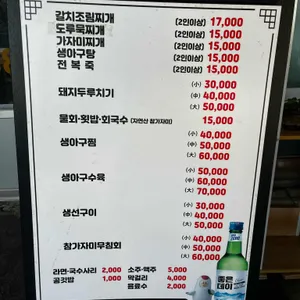 갈치조림찌개 (2인이상) 17,000
도루묵찌개 (2인이상) 15,000
가자미찌개 (2인이상) 15,000
생아구탕 (2인이상) 15,000
전복죽 (2인이상) 15,000
돼지두루치기 (小) 30,000
(中) 40,000
(大) 50,000
물회·횟밥·회국수 (자연산 참가자미) 15,000
생아구찜 (小) 40,000
(中) 50,000
(大) 60,000
생아구수육 (小) 50,000
(中) 60,000
(大) 70,000
생선구이 (小) 30,000
(中) 40,000
(大) 50,000
참가자미무침회 (小) 40,000
(中) 50,000
(大) 60,000
라면·국수사리 2,000 소주·맥주 5,000
공깃밥 1,000 막걸리 4,000
음료수 2,000
좋은
데이